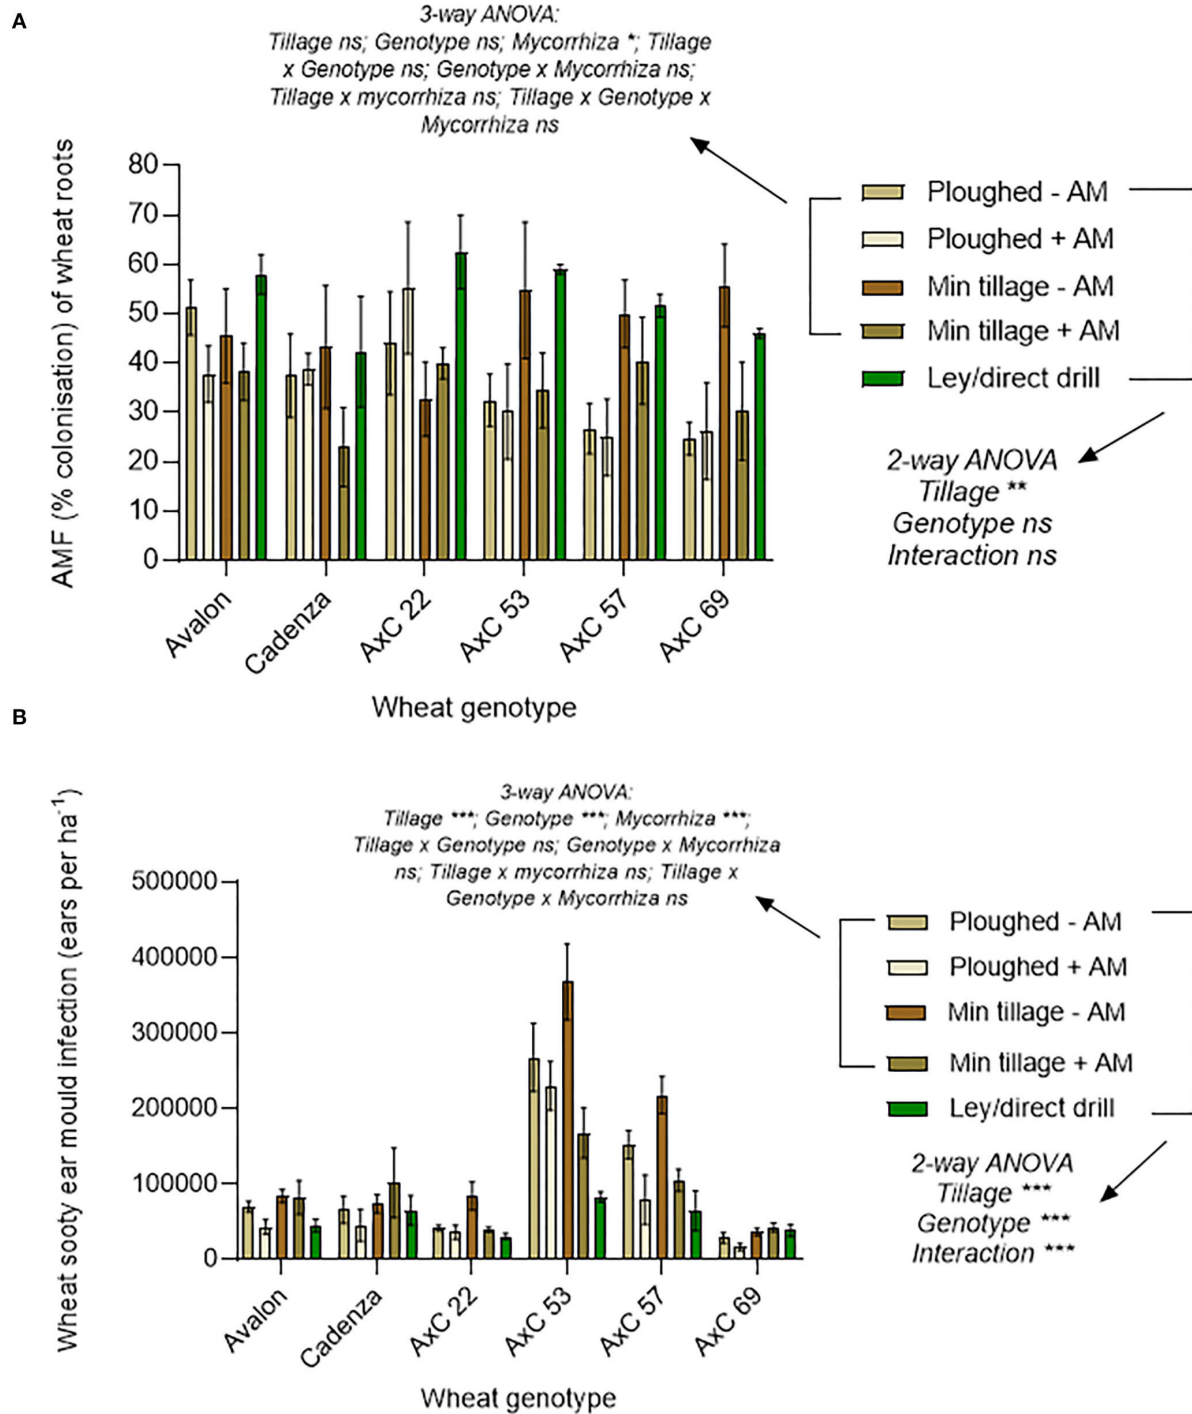 A
3-way ANOVA:
Tillage ns; Genotype ns; Mycorrhiza *; Tillage
x Genotype ns; Genotype x Mycorrhiza ns;
Tillage x mycorrhiza ns; Tillage x Genotype x
Mycorrhiza ns
AMF (% colonisation) of wheat roots
80
70
60
50
40
30
20
10
0
Avalon
Cadenza
AxC 22
AxC 53
AxC 57
AxC 69
Wheat genotype
Ploughed - AM
Ploughed + AM
Min tillage - AM
Min tillage + AM
Ley/direct drill
2-way ANOVA
Tillage **
Genotype ns
Interaction ns
B
3-way ANOVA:
Tillage ***; Genotype ***; Mycorrhiza ***;
Tillage x Genotype ns; Genotype x Mycorrhiza
ns; Tillage x mycorrhiza ns; Tillage x
Genotype x Mycorrhiza ns
Wheat sooty ear mould infection (ears per ha⁻¹)
500000
400000
300000
200000
100000
0
Avalon
Cadenza
AxC 22
AxC 53
AxC 57
AxC 69
Wheat genotype
Ploughed - AM
Ploughed + AM
Min tillage - AM
Min tillage + AM
Ley/direct drill
2-way ANOVA
Tillage ***
Genotype ***
Interaction ***